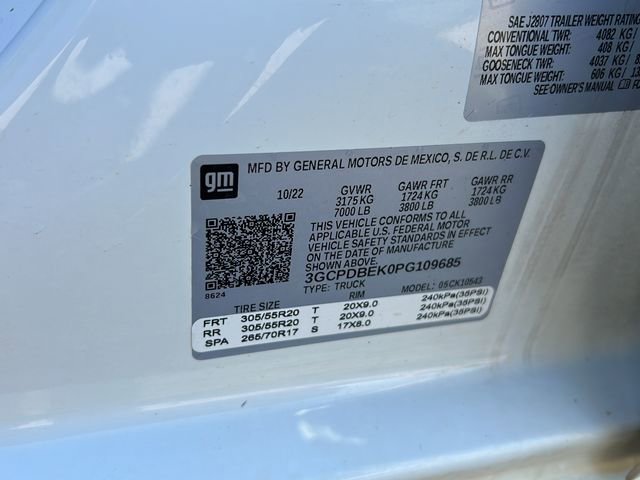 SAE J2807 TRAILER WEIGHT RATING
CONVENTIONAL TWR: 4082 KG/
MAX TONGUE WEIGHT: 408 KG/
GOOSENECK TWR: 4037 KG/ 8
MAX TONGUE WEIGHT: 606 KG/ 13
SEE OWNER'S MANUAL FO
gm
MFD BY GENERAL MOTORS DE MEXICO, S. DE R.L. DE C.V.
10/22 GVWR GAWR FRT GAWR RR
3175 KG 1724 KG 1724 KG
7000 LB 3800 LB 3800 LB
THIS VEHICLE CONFORMS TO ALL
APPLICABLE U.S. FEDERAL MOTOR
VEHICLE SAFETY STANDARDS IN EFFECT
ON THE DATE OF MANUFACTURE
SHOWN ABOVE.
3GCPDBEK0PG109685
8624 TYPE: TRUCK MODEL: 05CK10543
TIRE SIZE RIM
FRT 305/55R20 T 20X9.0 240kPa(35PSI)
RR 305/55R20 T 20X9.0 240kPa(35PSI)
SPA 265/70R17 S 17X8.0 240kPa(35PSI)